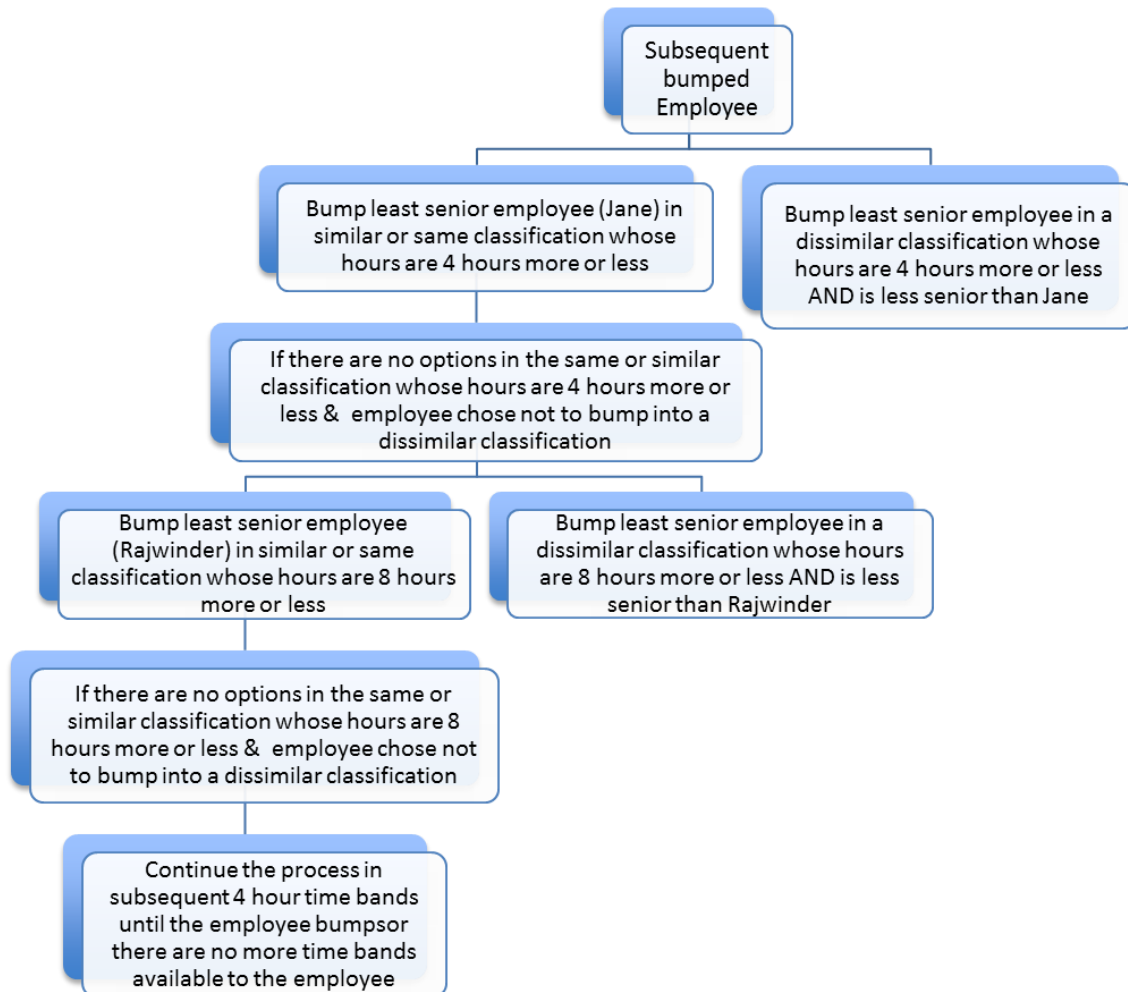 Subsequent
bumped
Employee
Bump least senior employee (Jane) in
similar or same classification whose
hours are 4 hours more or less
Bump least senior employee in a
dissimilar classification whose
hours are 4 hours more or less
AND is less senior than Jane
If there are no options in the same or similar
classification whose hours are 4 hours more or
less & employee chose not to bump into a
dissimilar classification
Bump least senior employee
(Rajwinder) in similar or same
classification whose hours are 8 hours
more or less
Bump least senior employee in a
dissimilar classification whose hours
are 8 hours more or less AND is less
senior than Rajwinder
If there are no options in the same or
similar classification whose hours are 8
hours more or less & employee chose not
to bump into a dissimilar classification
Continue the process in
subsequent 4 hour time bands
until the employee bumpsor
there are no more time bands
available to the employee